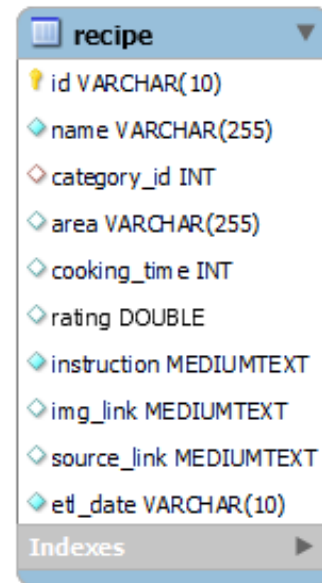 recipe
id VARCHAR(10)
name VARCHAR(255)
category_id INT
area VARCHAR(255)
cooking_time INT
rating DOUBLE
instruction MEDIUMTEXT
img_link MEDIUMTEXT
source_link MEDIUMTEXT
etl_date VARCHAR(10)
Indexes